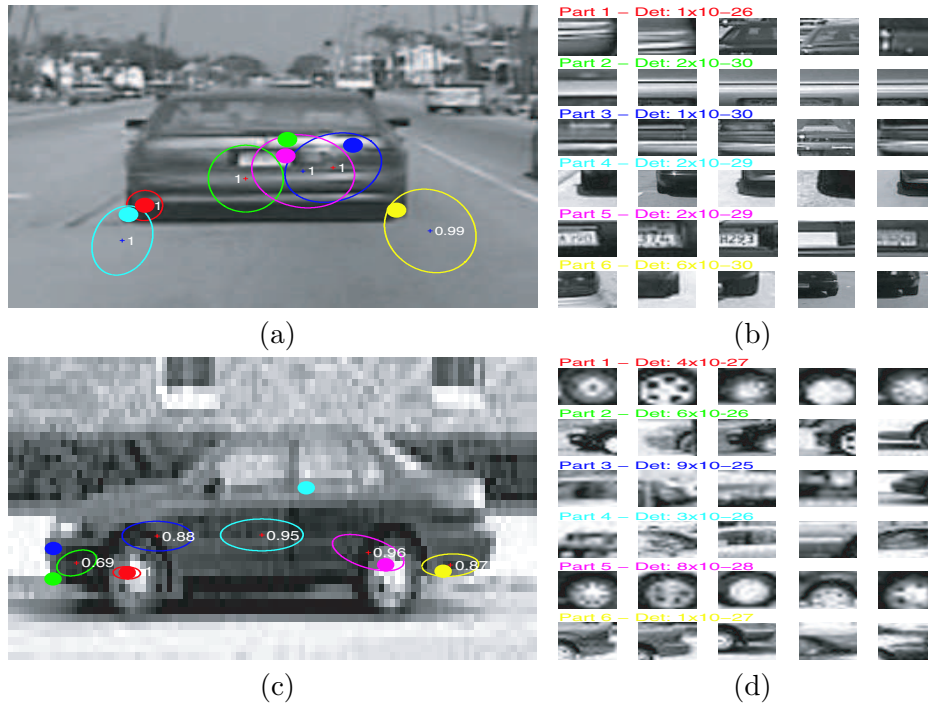 Part 1 – Det: 1x10-26
Part 2 – Det: 2x10-30
Part 3 – Det: 1x10-30
Part 4 – Det: 2x10-29
Part 5 – Det: 2x10-29
Part 6 – Det: 6x10-30
1
1
1
1
1
0.99
(a)
(b)
Part 1 – Det: 4x10-27
Part 2 – Det: 6x10-26
Part 3 – Det: 9x10-25
Part 4 – Det: 3x10-26
Part 5 – Det: 8x10-28
Part 6 – Det: 1x10-27
0.88
0.95
0.96
0.69
1
0.87
(c)
(d)